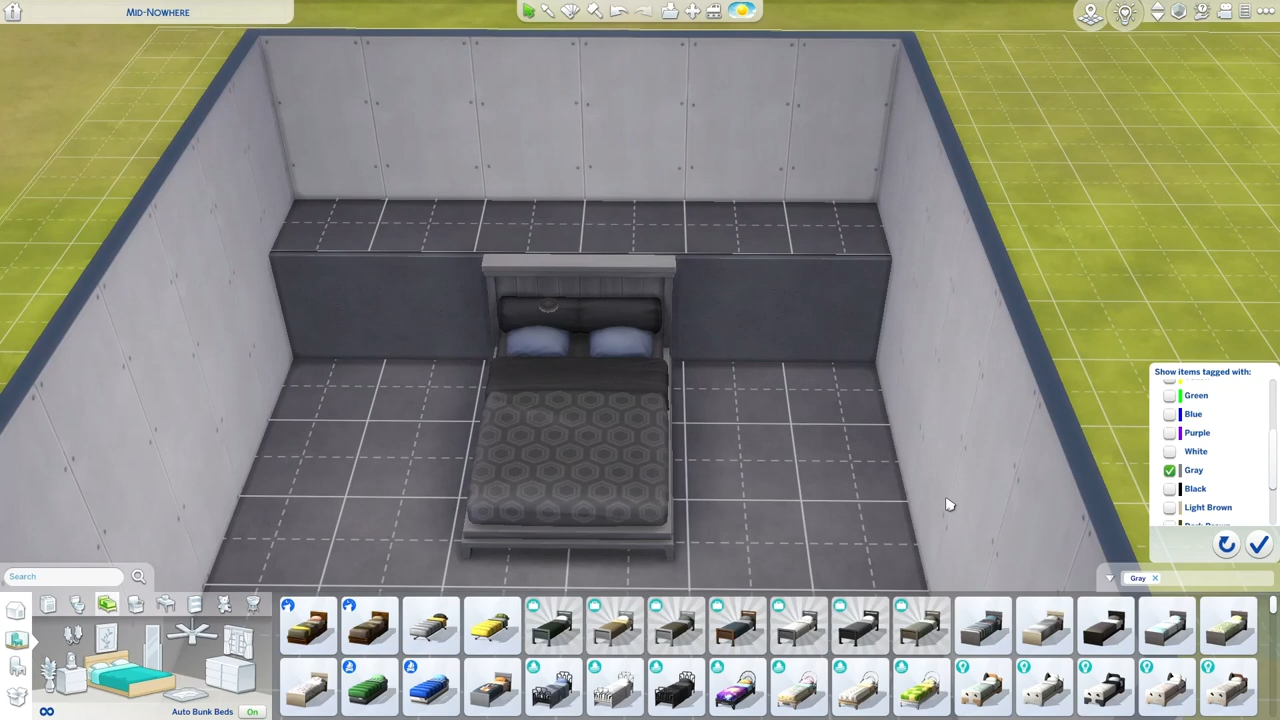 Mid-Nowhere
Show items tagged with:
Green
Blue
Purple
White
Gray
Black
Light Brown
Gray
Search
Auto Bunk Beds
On